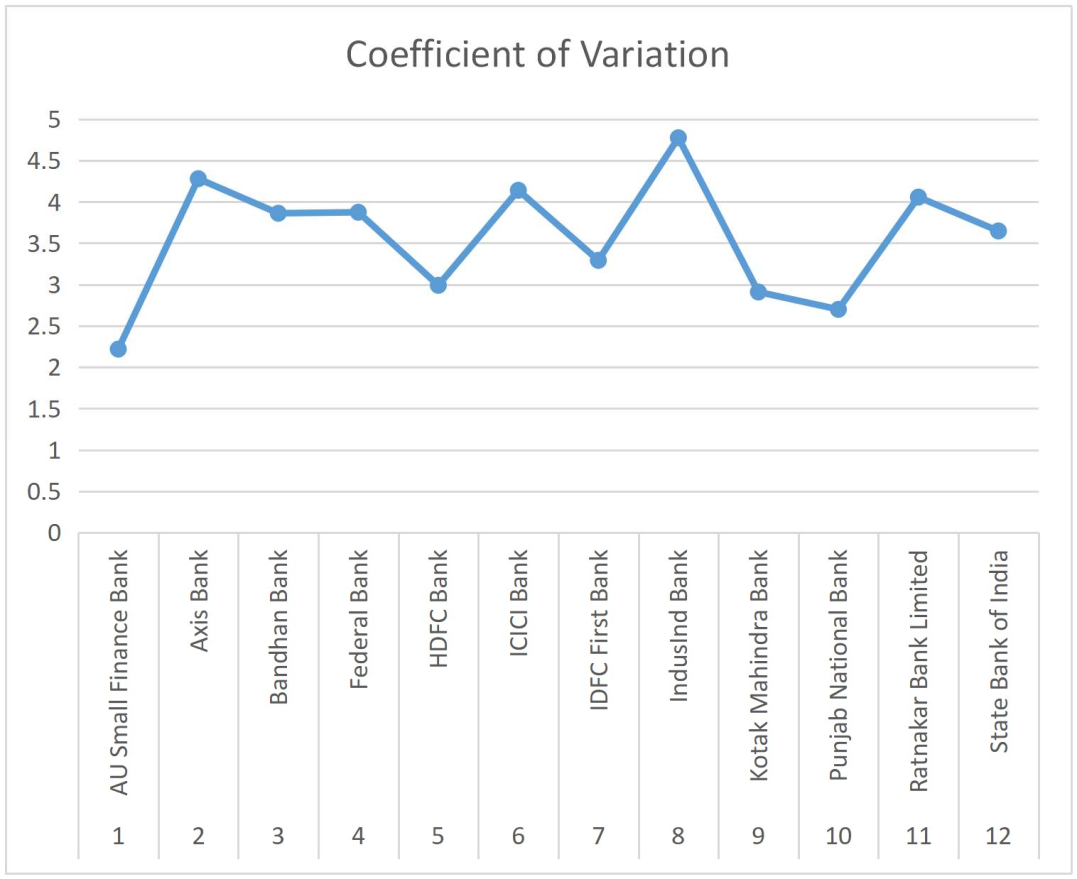 Coefficient of Variation
5
4.5
4
3.5
3
2.5
2
1.5
1
0.5
0
AU Small Finance Bank
Axis Bank
Bandhan Bank
Federal Bank
HDFC Bank
ICICI Bank
IDFC First Bank
IndusInd Bank
Kotak Mahindra Bank
Punjab National Bank
Ratnakar Bank Limited
State Bank of India
1 2 3 4 5 6 7 8 9 10 11 12